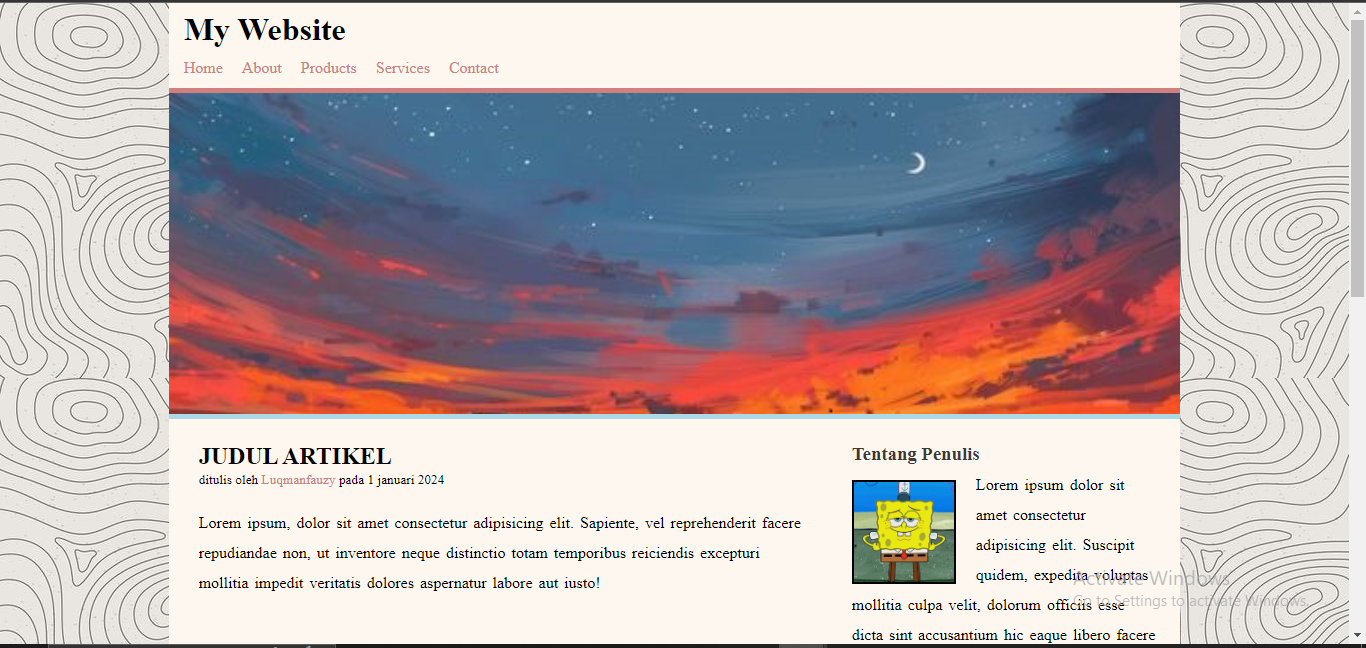 My Website
Home About Products Services Contact
JUDUL ARTIKEL
ditulis oleh Luqmanfauzy pada 1 januari 2024
Lorem ipsum, dolor sit amet consectetur adipisicing elit. Sapiente, vel reprehenderit facere
repudiandae non, ut inventore neque distinctio totam temporibus reiciendis excepturi
mollitia impedit veritatis dolores aspernatur labore aut iusto!
Tentang Penulis
Lorem ipsum dolor sit
amet consectetur
adipisicing elit. Suscipit
quidem, expedita voluptas
mollitia culpa velit, dolorum officiis esse
dicta sint accusantium hic eaque libero facere
Activate Windows
Go to Settings to activate Windows.